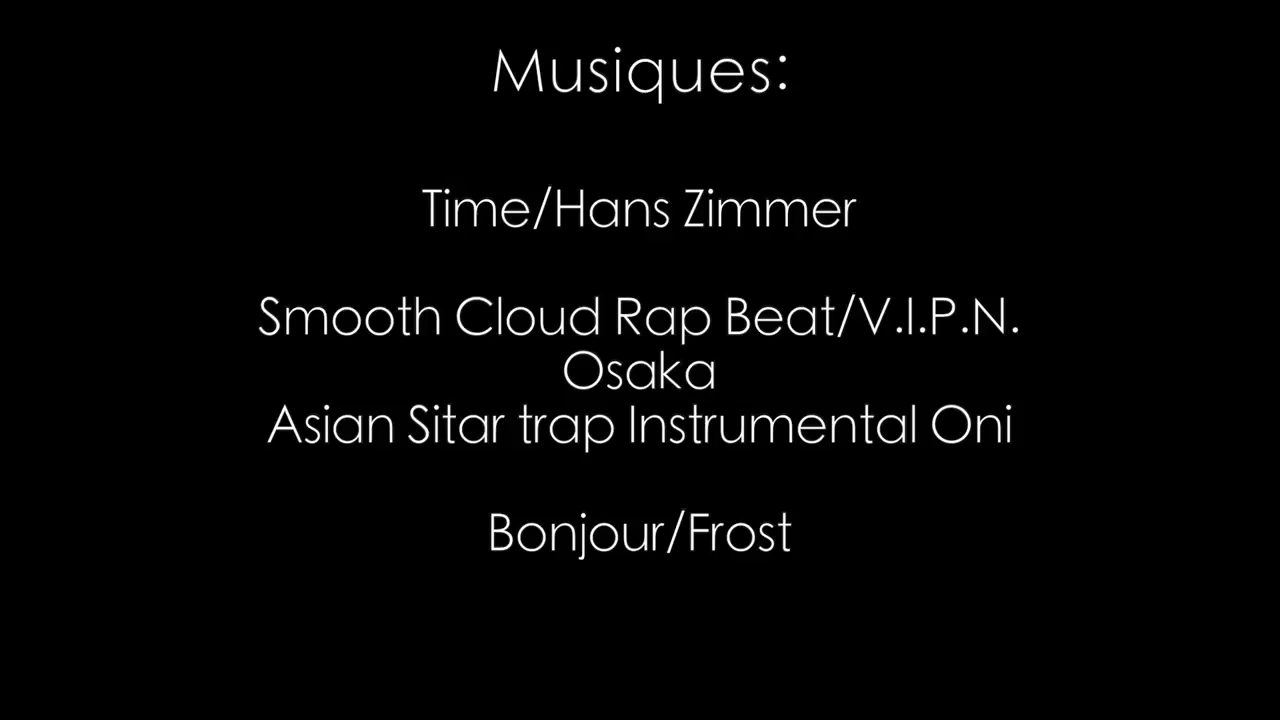 Musiques:
Time/Hans Zimmer
Smooth Cloud Rap Beat/V.I.P.N.
Osaka
Asian Sitar trap Instrumental Oni
Bonjour/Frost